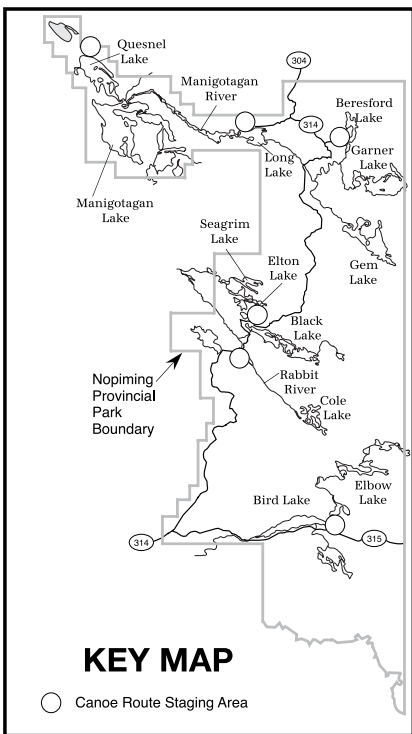 Quesnel
Lake
304
Manigotagan
River
314
Beresford
Lake
Long
Lake
Garner
Lake
Manigotagan
Lake
Seagrim
Lake
Elton
Lake
Gem
Lake
Black
Lake
Nopiming
Provincial
Park
Boundary
Rabbit
River
Cole
Lake
3
Elbow
Lake
Bird Lake
314
315
KEY MAP
Canoe Route Staging Area